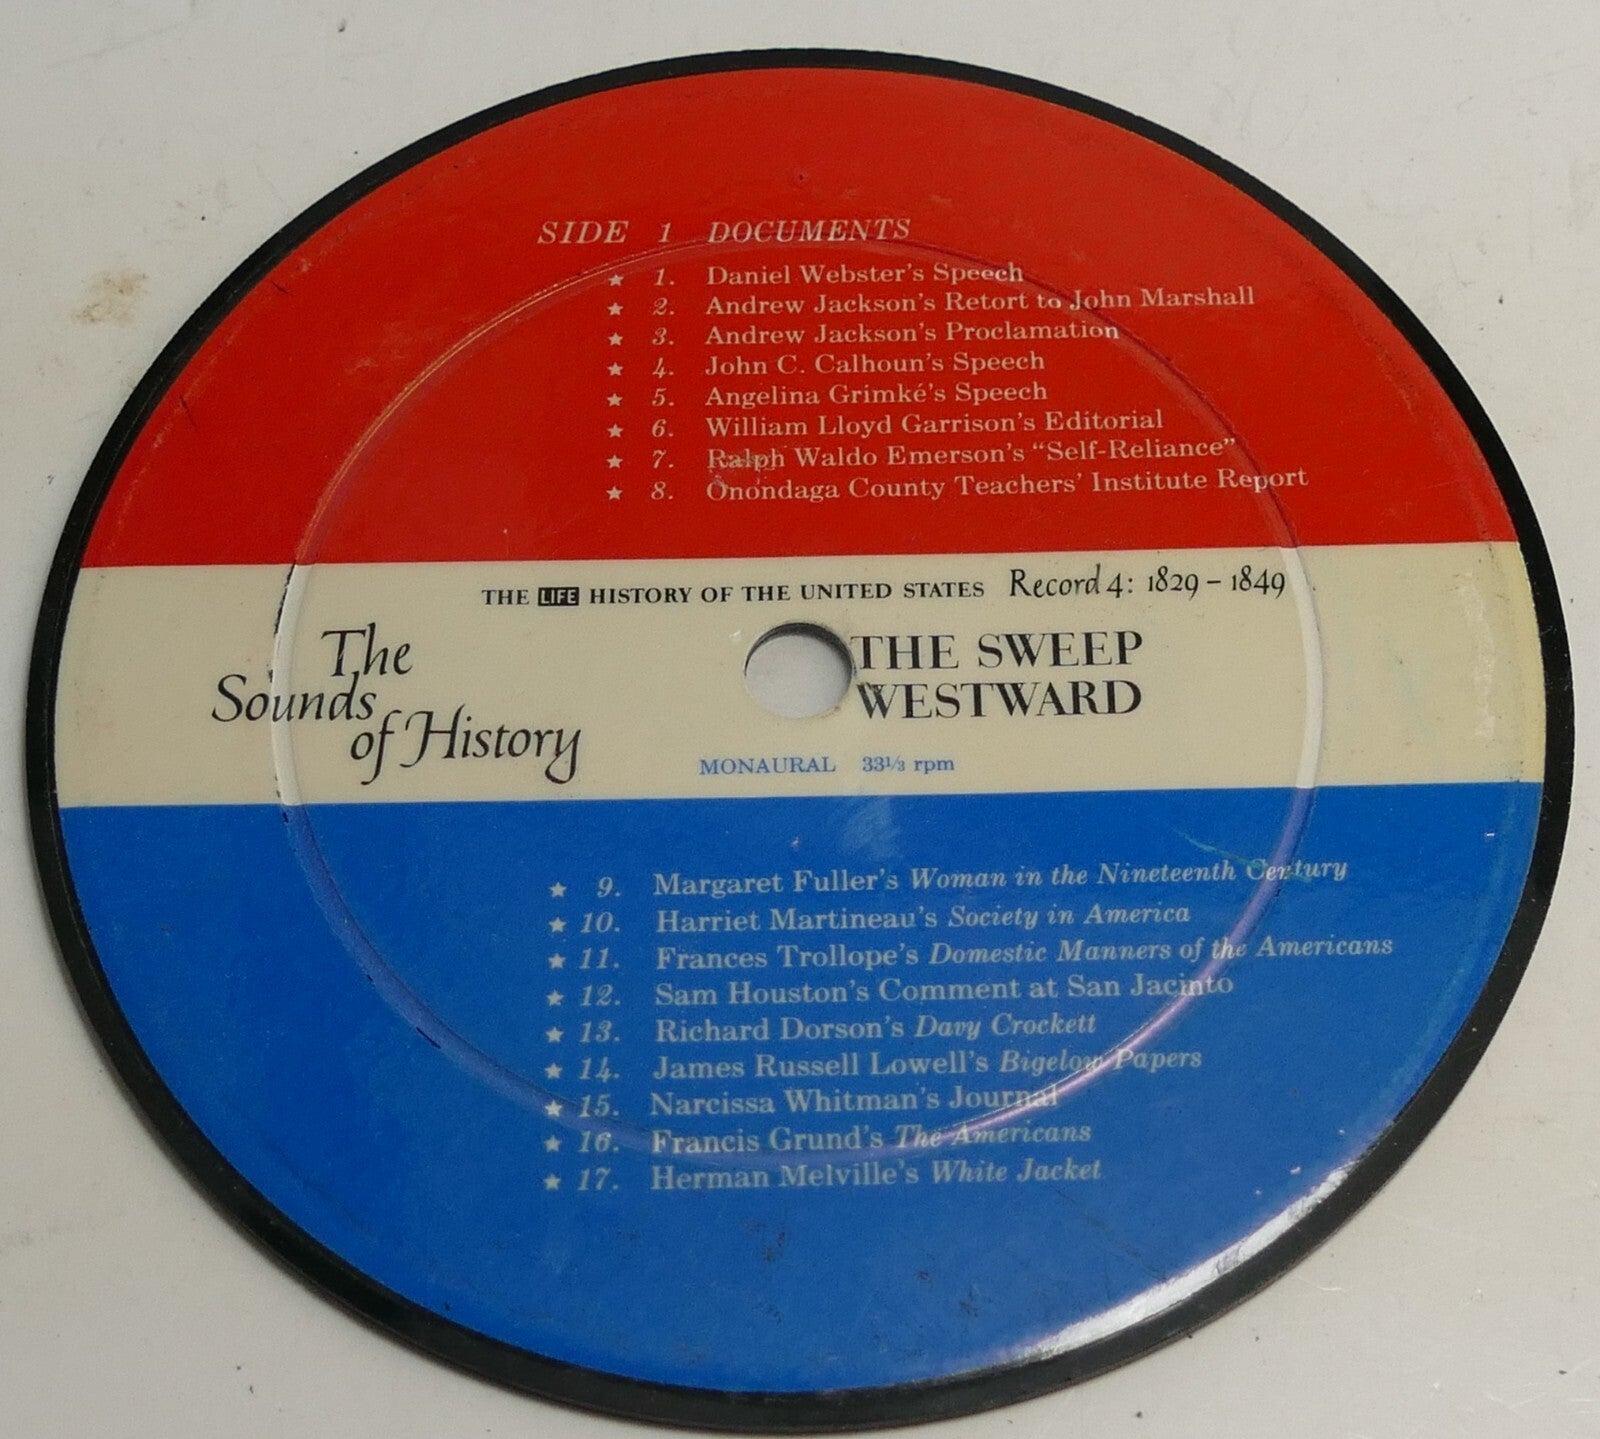 SIDE 1 DOCUMENTS
★ 1. Daniel Webster's Speech
★ 2. Andrew Jackson's Retort to John Marshall
★ 3. Andrew Jackson's Proclamation
★ 4. John C. Calhoun's Speech
★ 5. Angelina Grimké's Speech
★ 6. William Lloyd Garrison's Editorial
★ 7. Ralph Waldo Emerson's "Self-Reliance"
★ 8. Onondaga County Teachers' Institute Report
THE LIFE HISTORY OF THE UNITED STATES Record 4: 1829 – 1849
The
Sounds
of History
THE SWEEP
WESTWARD
MONAURAL 33⅓ rpm
★ 9. Margaret Fuller's Woman in the Nineteenth Century
★ 10. Harriet Martineau's Society in America
★ 11. Frances Trollope's Domestic Manners of the Americans
★ 12. Sam Houston's Comment at San Jacinto
★ 13. Richard Dorson's Davy Crockett
★ 14. James Russell Lowell's Bigelow Papers
★ 15. Narcissa Whitman's Journal
★ 16. Francis Grund's The Americans
★ 17. Herman Melville's White Jacket